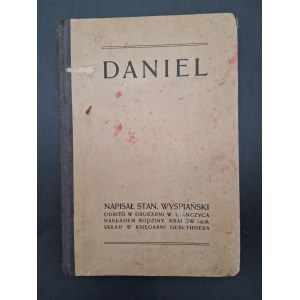 DANIEL
NAPISAŁ STAN. WYSPIAŃSKI
ODBITO W DRUKARNI W. L. ANCZYCA
NAKŁADEM RODZINY, KRAKÓW 1908.
SKŁAD W KSIĘGARNI GEBETHNERA